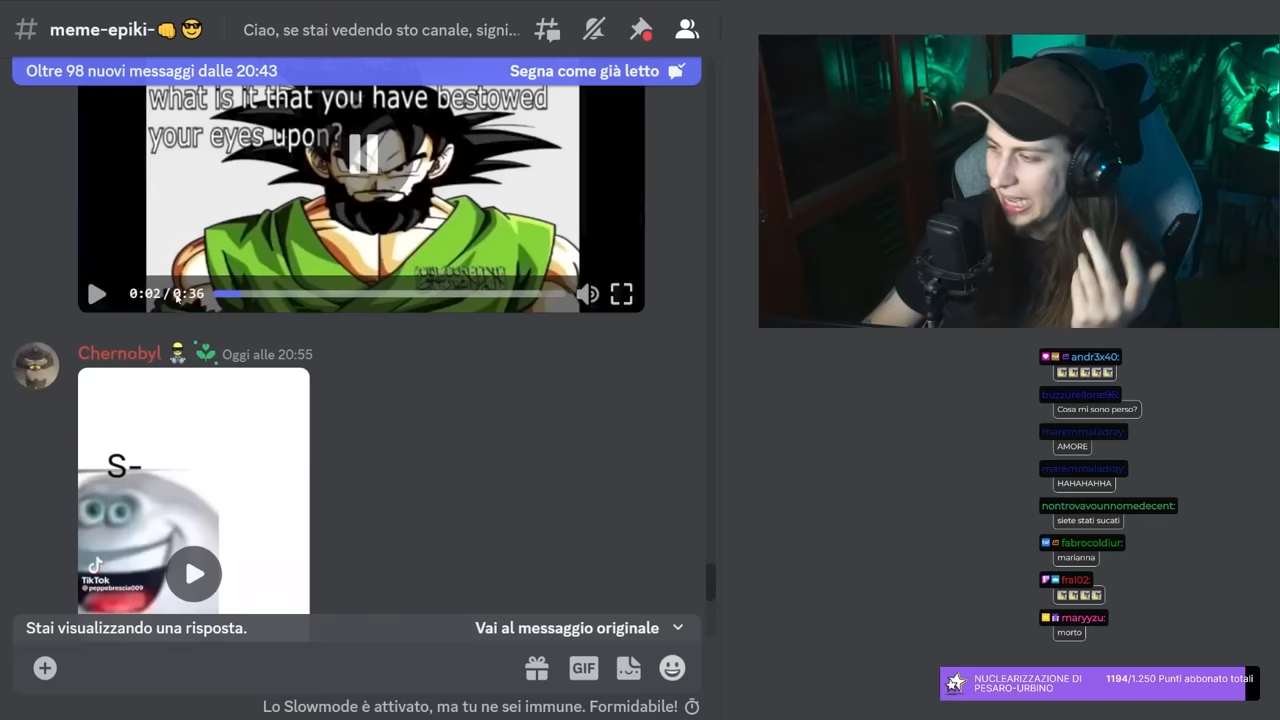 # meme-epiki-👊😎
Ciao, se stai vedendo sto canale, signi...
Oltre 98 nuovi messaggi dalle 20:43
Segna come già letto
what is it that you have bestowed
your eyes upon?
0:02/0:36
Chernobyl
Oggi alle 20:55
S-
TikTok
@peppebrescia009
Stai visualizzando una risposta.
Vai al messaggio originale
GIF
Lo Slowmode è attivato, ma tu ne sei immune. Formidabile!
andr3x40:
buzzurellone96:
Cosa mi sono perso?
maremmaladray:
AMORE
maremmaladray:
HAHAHAHHA
nontrovavounnomedecent:
siete stati sucati
fabrocoldiur:
marianna
fral02:
maryyzu:
morto
NUCLEARIZZAZIONE DI
PESARO-URBINO
1194/1.250 Punti abbonato totali